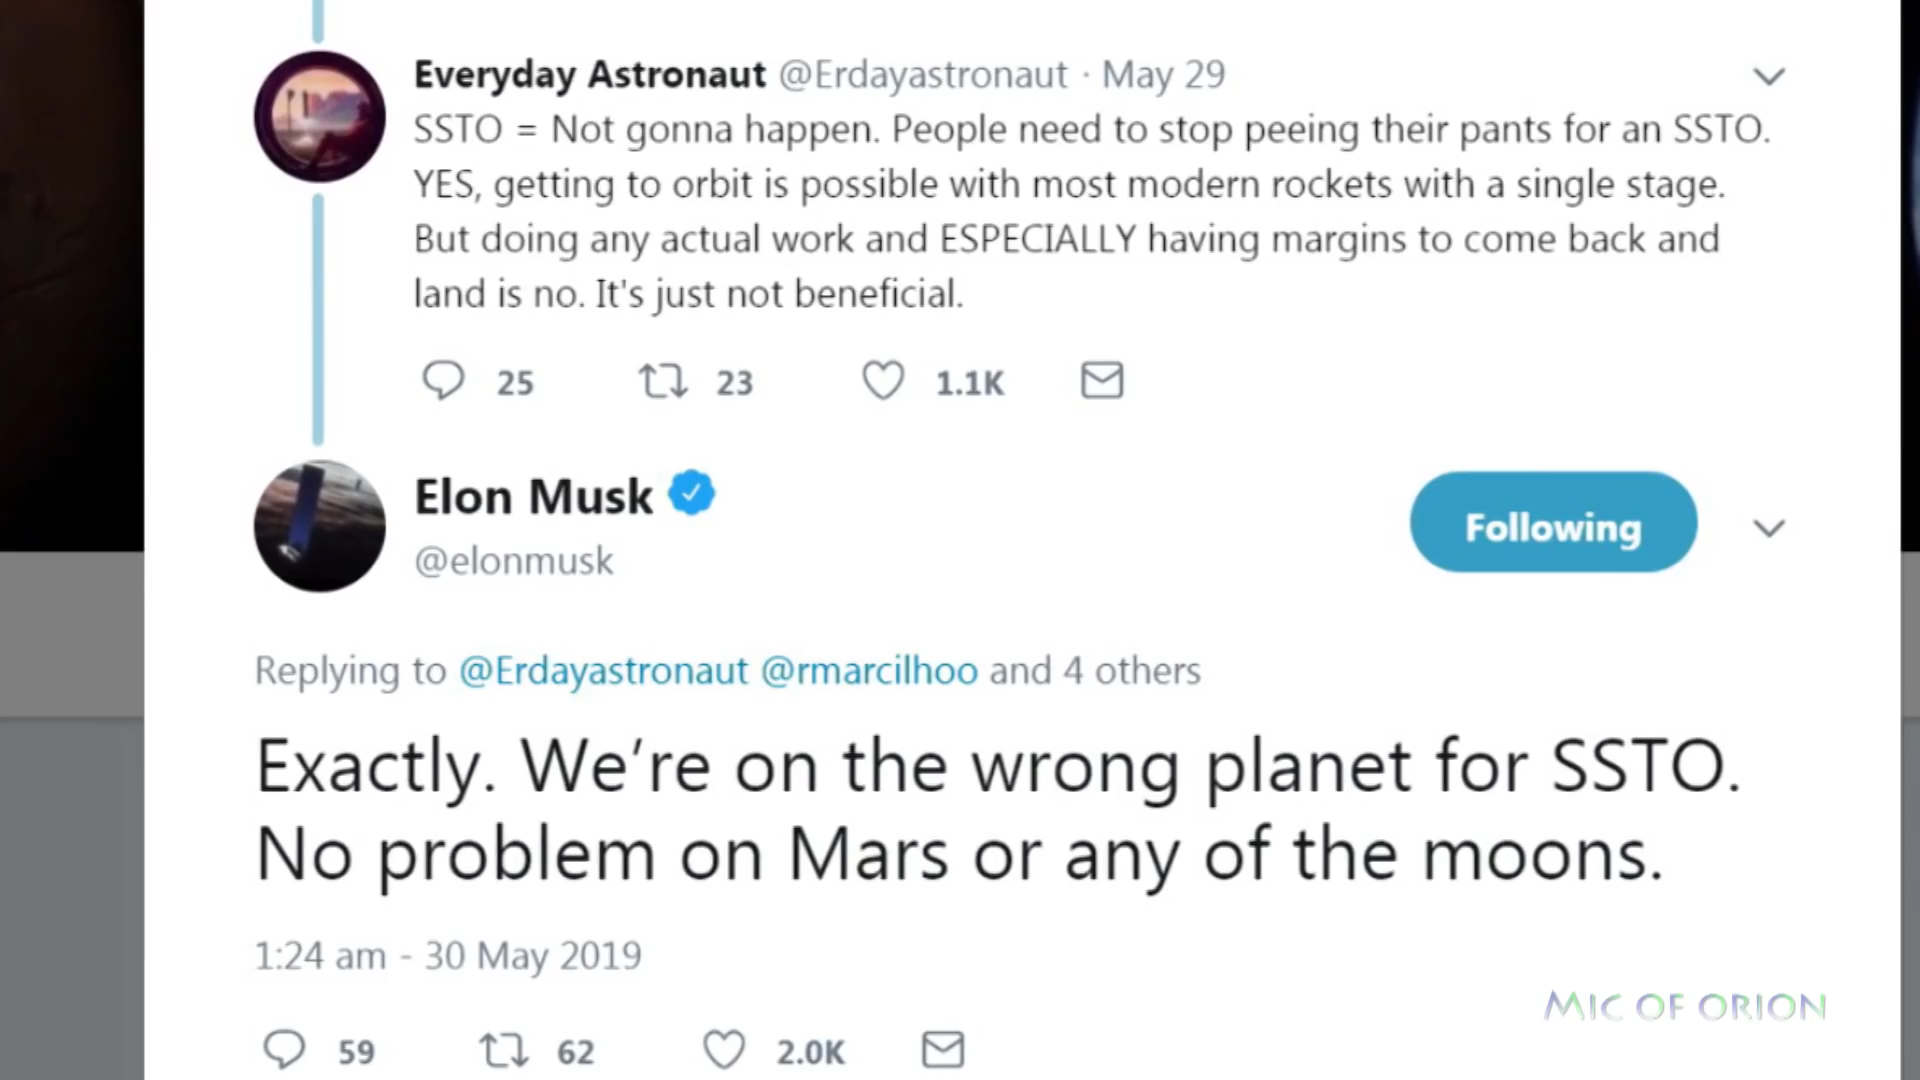 Everyday Astronaut @Erdayastronaut · May 29
SSTO = Not gonna happen. People need to stop peeing their pants for an SSTO.
YES, getting to orbit is possible with most modern rockets with a single stage.
But doing any actual work and ESPECIALLY having margins to come back and
land is no. It's just not beneficial.
25 23 1.1K
Elon Musk
@elonmusk
Following
Replying to @Erdayastronaut @rmarcilhoo and 4 others
Exactly. We’re on the wrong planet for SSTO.
No problem on Mars or any of the moons.
1:24 am - 30 May 2019
MIC OF ORION
59 62 2.0K